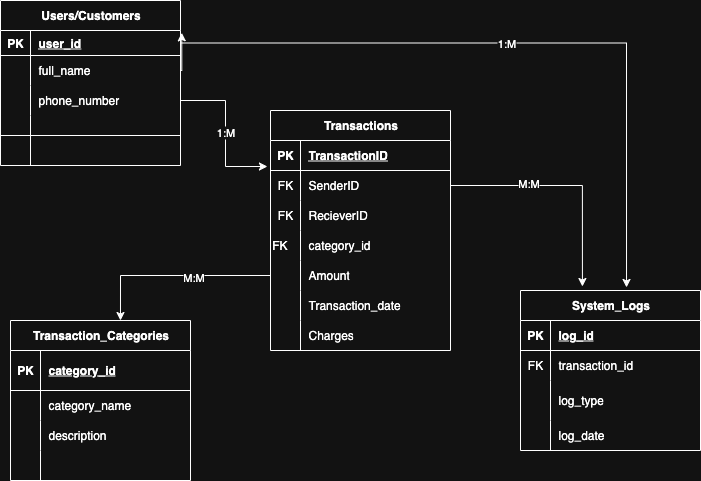 Users/Customers
PK user_id
full_name
phone_number
1:M
1:M
Transactions
PK TransactionID
FK SenderID
FK RecieverID
FK category_id
Amount
Transaction_date
Charges
M:M
M:M
Transaction_Categories
PK category_id
category_name
description
System_Logs
PK log_id
FK transaction_id
log_type
log_date